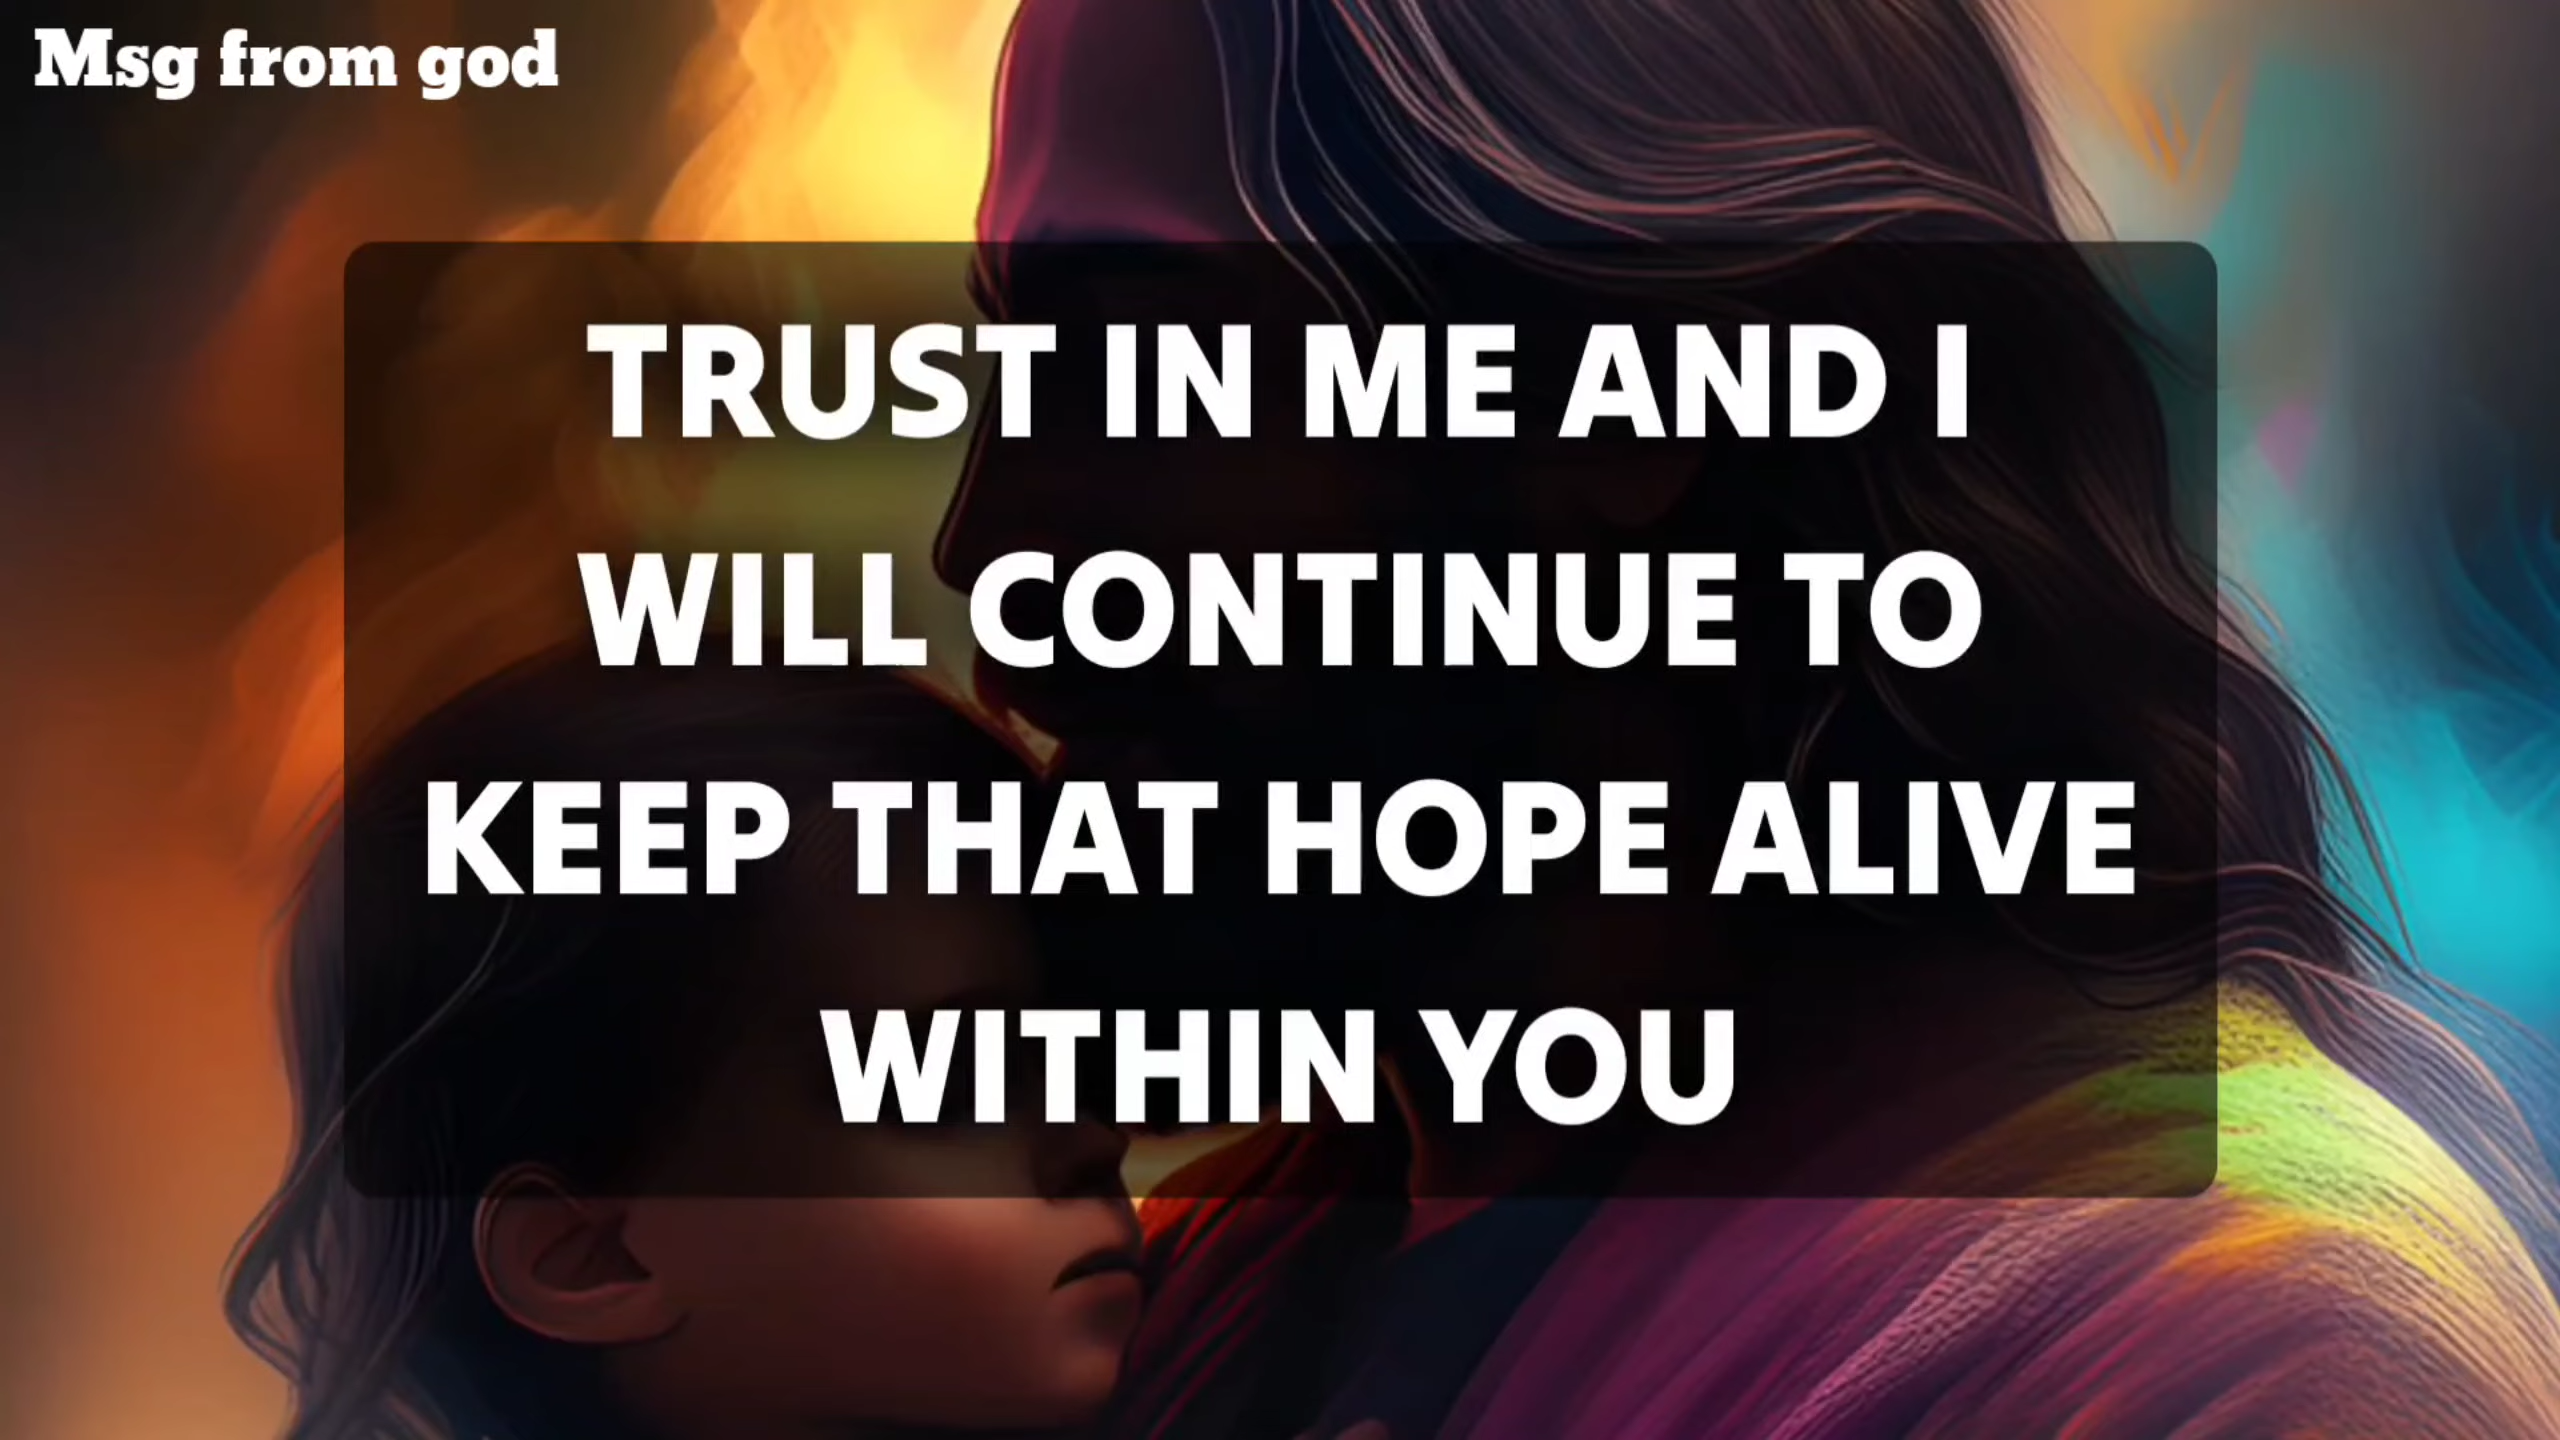 Msg from god
TRUST IN ME AND I
WILL CONTINUE TO
KEEP THAT HOPE ALIVE
WITHIN YOU